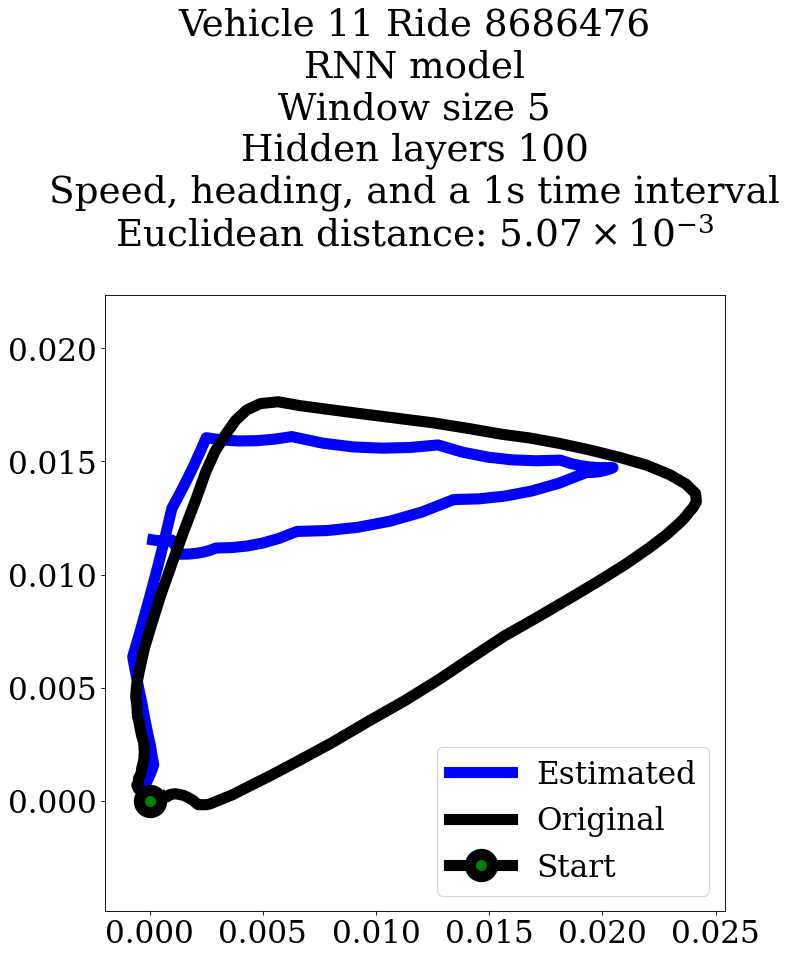 Vehicle 11 Ride 8686476
RNN model
Window size 5
Hidden layers 100
Speed, heading, and a 1s time interval
Euclidean distance: 5.07 × 10⁻³
0.020
0.015
0.010
0.005
0.000
Estimated
Original
Start
0.000 0.005 0.010 0.015 0.020 0.025